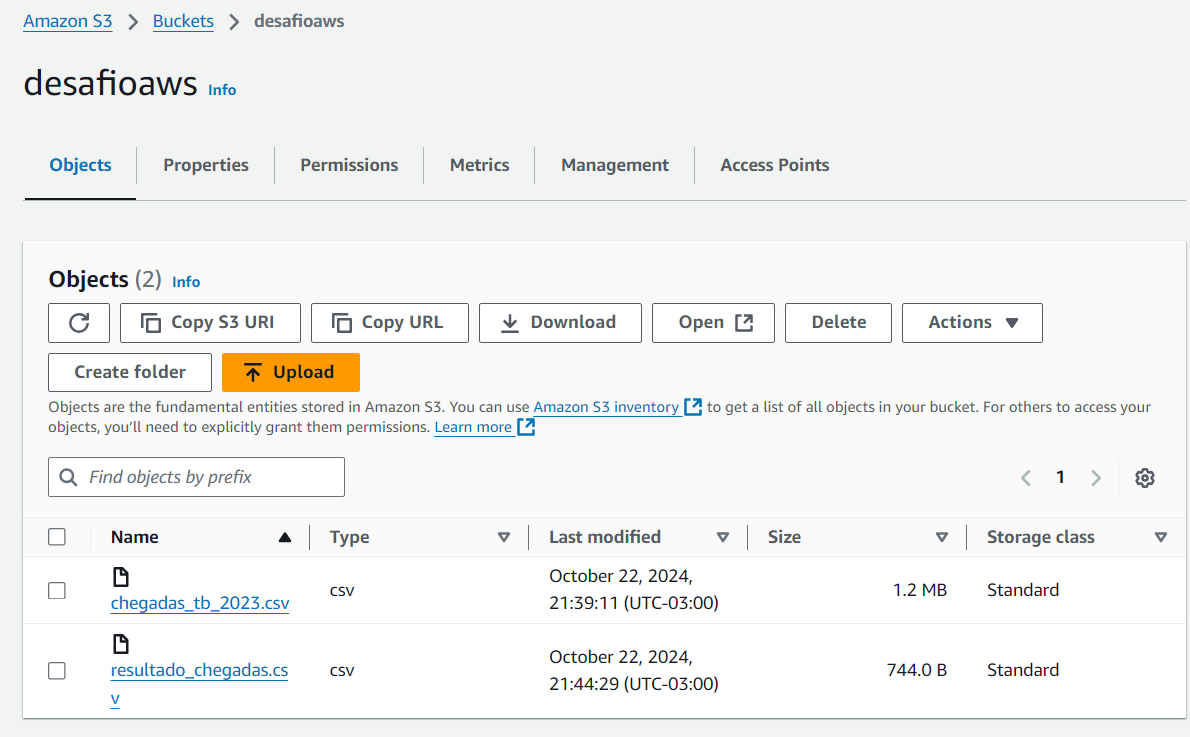 Amazon S3 > Buckets > desafioaws
desafioaws Info
Objects Properties Permissions Metrics Management Access Points
Objects (2) Info
Copy S3 URI Copy URL Download Open Delete Actions
Create folder Upload
Objects are the fundamental entities stored in Amazon S3. You can use Amazon S3 inventory to get a list of all objects in your bucket. For others to access your
objects, you'll need to explicitly grant them permissions. Learn more
Find objects by prefix 1
Name Type Last modified Size Storage class
chegadas_tb_2023.csv csv October 22, 2024, 21:39:11 (UTC-03:00) 1.2 MB Standard
resultado_chegadas.csv csv October 22, 2024, 21:44:29 (UTC-03:00) 744.0 B Standard